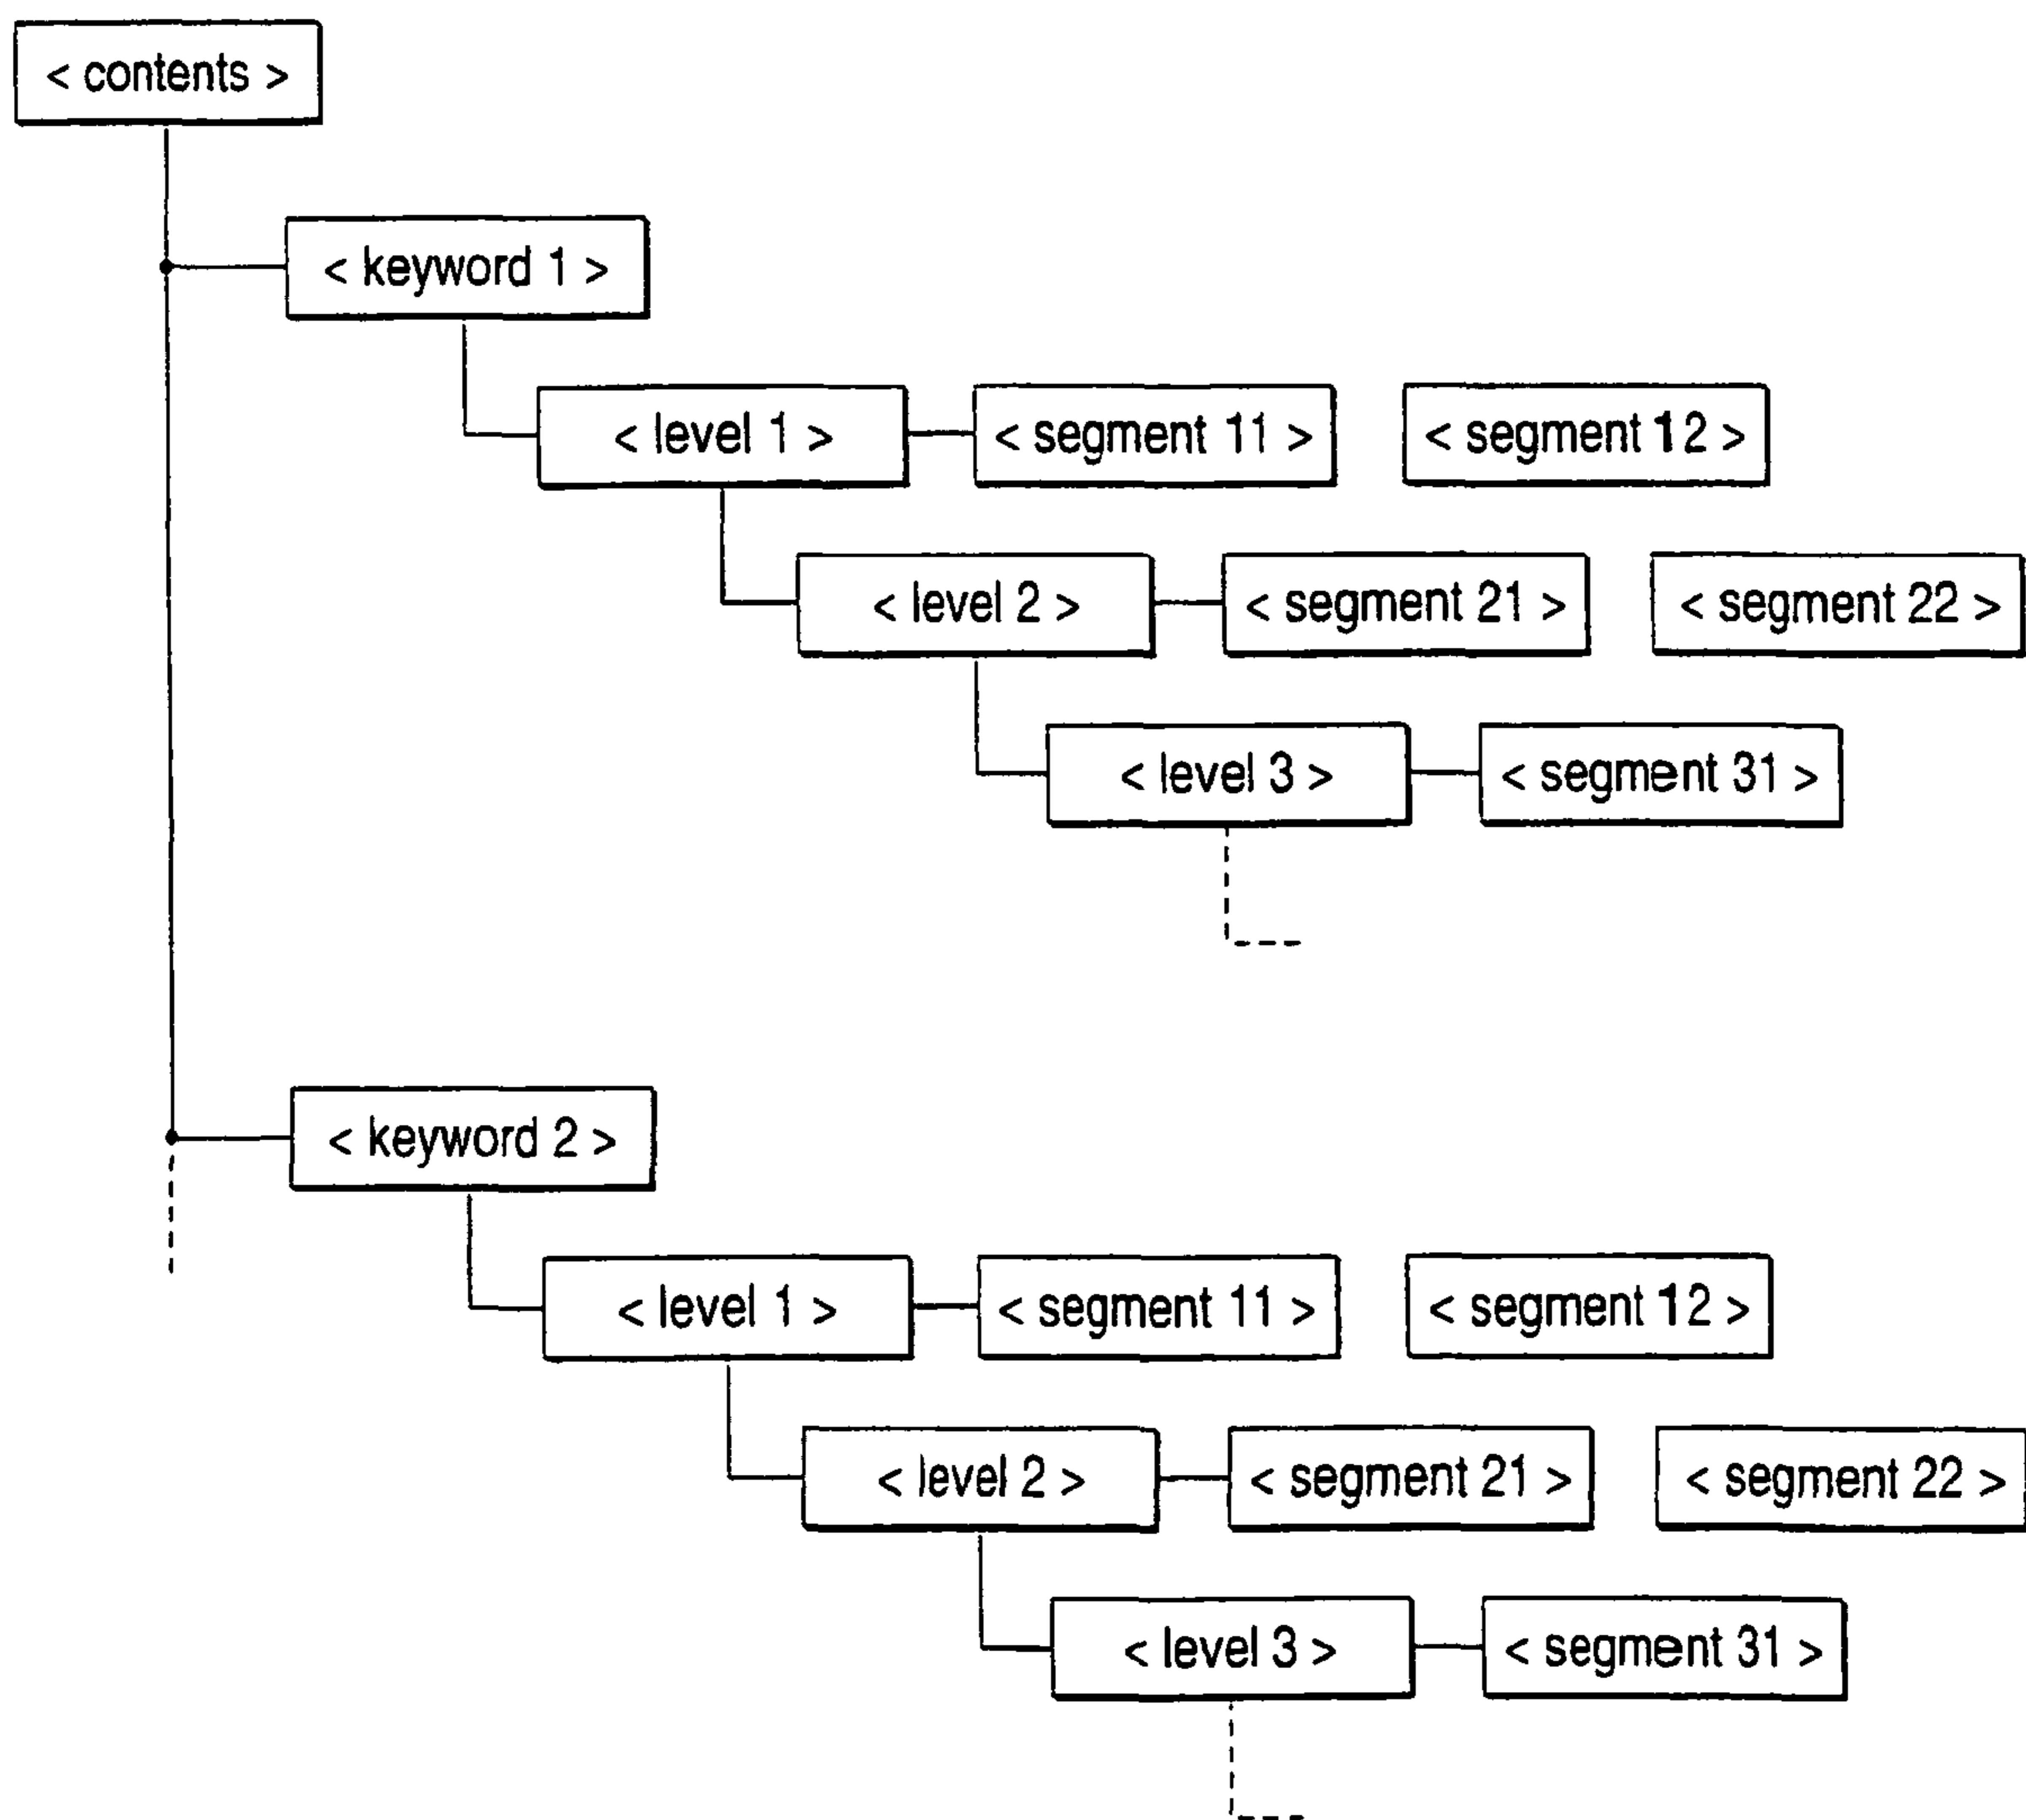 < contents >
< keyword 1 >
< level 1 > < segment 11 > < segment 12 >
< level 2 > < segment 21 > < segment 22 >
< level 3 > < segment 31 >
< keyword 2 >
< level 1 > < segment 11 > < segment 12 >
< level 2 > < segment 21 > < segment 22 >
< level 3 > < segment 31 >